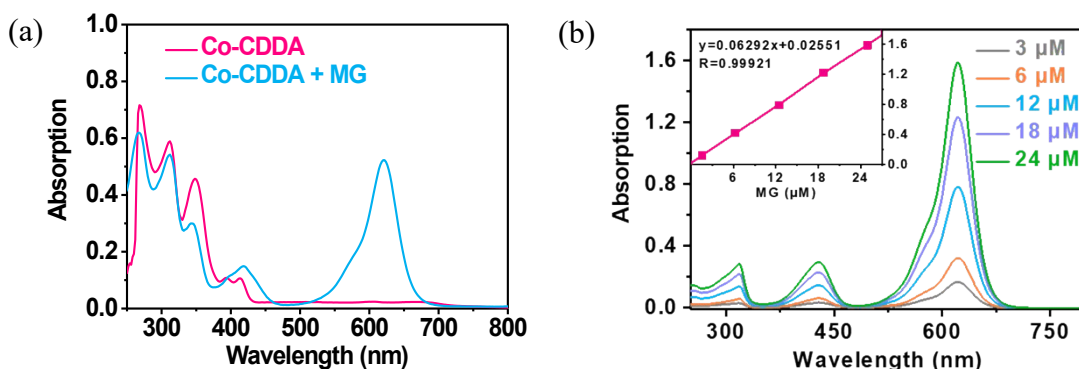 (a)
1.0
0.8
0.6
0.4
0.2
0.0
Absorption
Co-CDDA
Co-CDDA + MG
300 400 500 600 700 800
Wavelength (nm)
(b)
1.6
1.2
0.8
0.4
0.0
Absorption
y=0.06292x+0.02551
R=0.99921
1.6
1.2
0.8
0.4
0.0
6 12 18 24
MG (μM)
3 μM
6 μM
12 μM
18 μM
24 μM
300 450 600 750
Wavelength (nm)